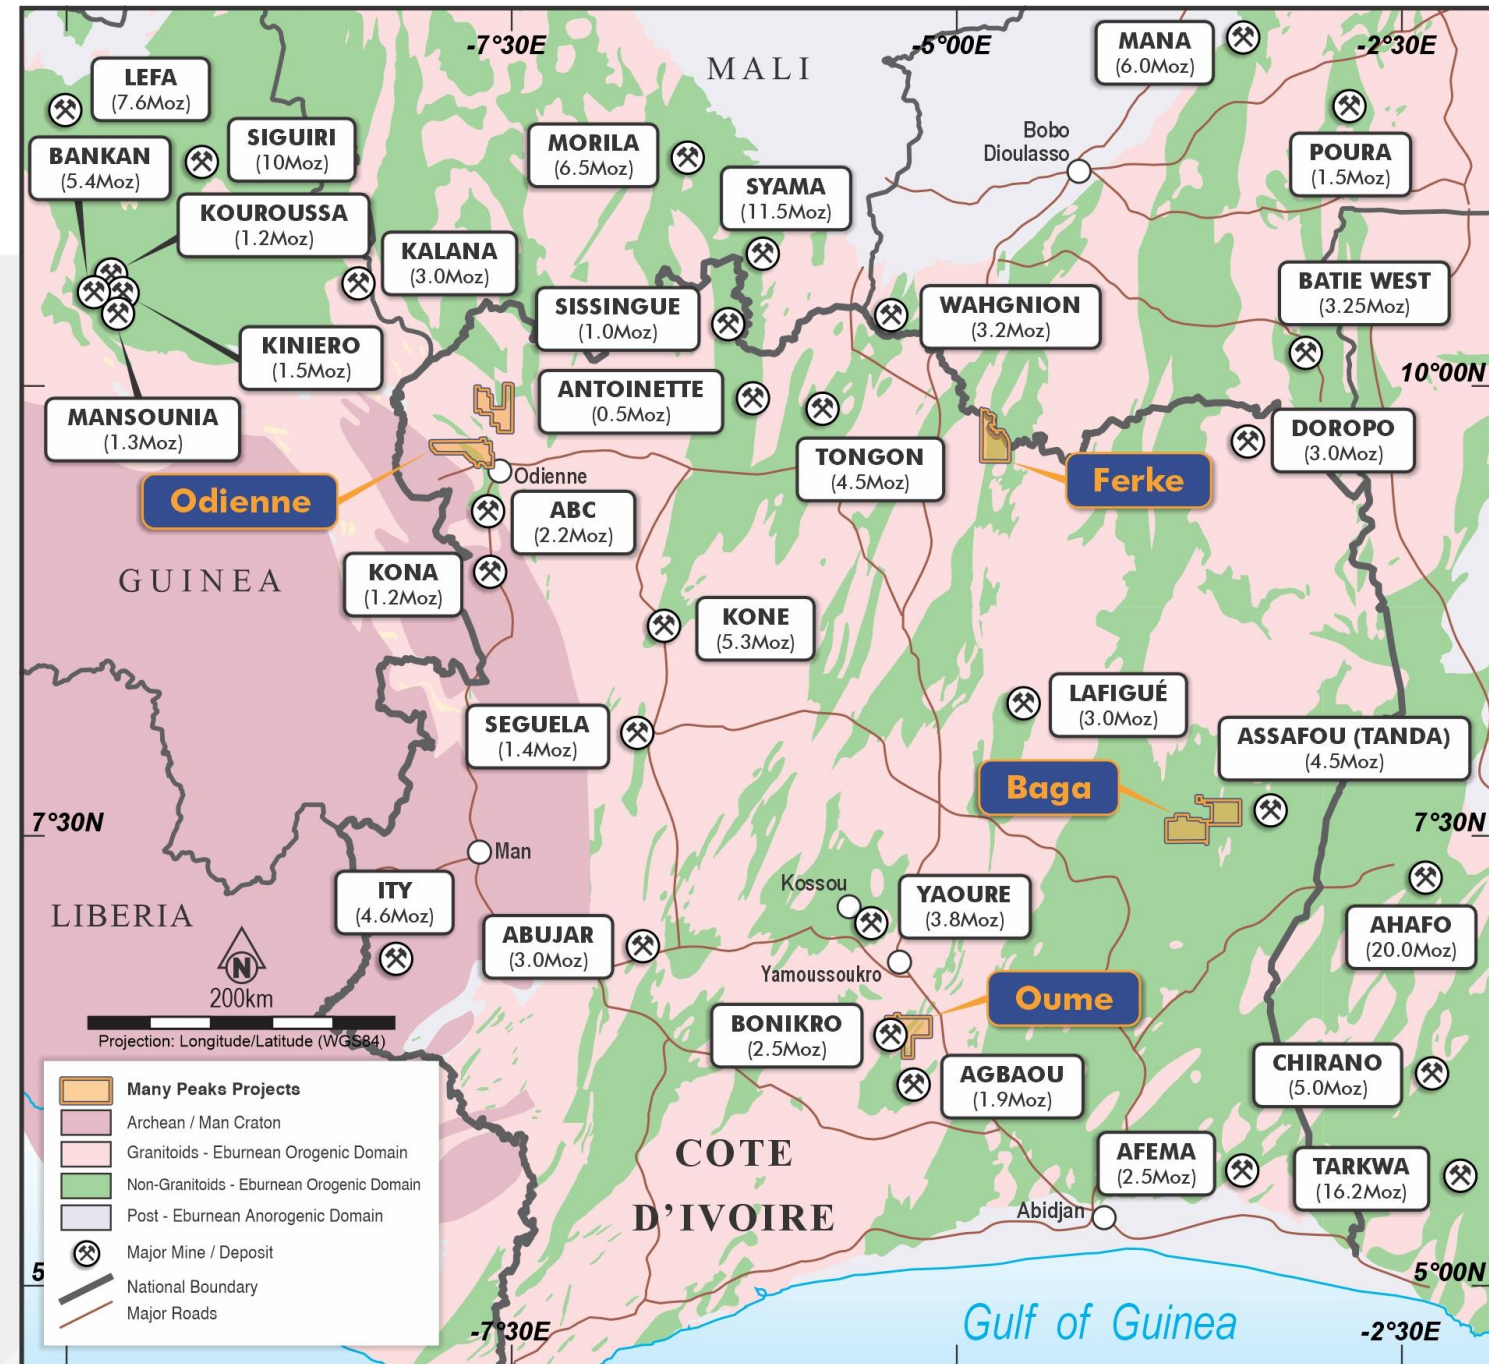 -7°30E
-5°00E
-2°30E
MALI
MANA
(6.0Moz)
LEFA
(7.6Moz)
SIGUIRI
(10Moz)
BANKAN
(5.4Moz)
MORILA
(6.5Moz)
Bobo
Dioulasso
POURA
(1.5Moz)
SYAMA
(11.5Moz)
KOUROUSSA
(1.2Moz)
KALANA
(3.0Moz)
SISSINGUE
(1.0Moz)
WAHGNION
(3.2Moz)
BATIE WEST
(3.25Moz)
KINIERO
(1.5Moz)
ANTOINETTE
(0.5Moz)
10°00N
MANSOUNIA
(1.3Moz)
TONGON
(4.5Moz)
DOROPO
(3.0Moz)
Odienne
Odienne
Ferke
ABC
(2.2Moz)
GUINEA
KONA
(1.2Moz)
KONE
(5.3Moz)
LAFIGUÉ
(3.0Moz)
SEGUELA
(1.4Moz)
ASSAFOU (TANDA)
(4.5Moz)
Baga
7°30N
7°30N
Man
Kossou
ITY
(4.6Moz)
YAOURE
(3.8Moz)
LIBERIA
AHAFO
(20.0Moz)
ABUJAR
(3.0Moz)
Yamoussoukro
N
200km
Oume
BONIKRO
(2.5Moz)
Projection: Longitude/Latitude (WGS84)
AGBAOU
(1.9Moz)
CHIRANO
(5.0Moz)
COTE
D'IVOIRE
AFEMA
(2.5Moz)
TARKWA
(16.2Moz)
Abidjan
Many Peaks Projects
Archean / Man Craton
Granitoids - Eburnean Orogenic Domain
Non-Granitoids - Eburnean Orogenic Domain
Post - Eburnean Anorogenic Domain
Major Mine / Deposit
National Boundary
Major Roads
5
5°00N
Gulf of Guinea
-7°30E
-2°30E